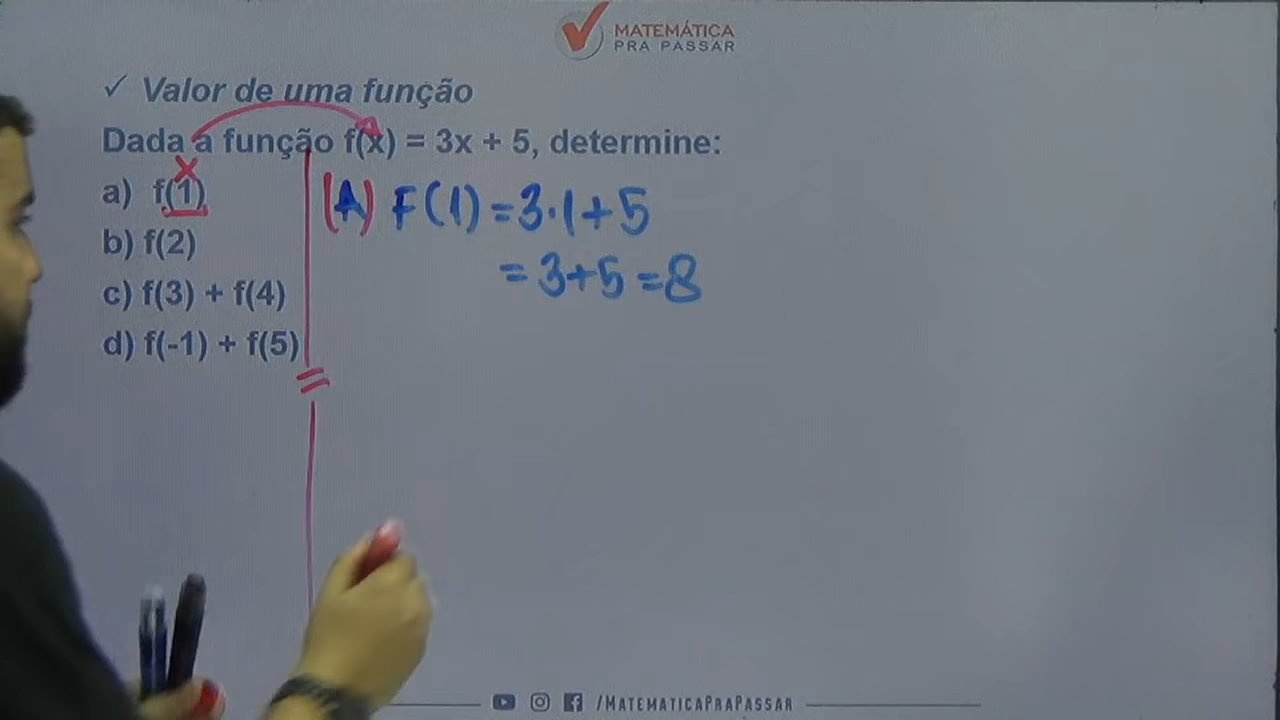 MATEMÁTICA
PRA PASSAR
✓ Valor de uma função
Dada a função f(x) = 3x + 5, determine:
x
a) f(1)
b) f(2)
c) f(3) + f(4)
d) f(-1) + f(5)
(A) F(1) = 3·1 + 5
= 3+5 = 8
/MATEMATICAPRAPASSAR